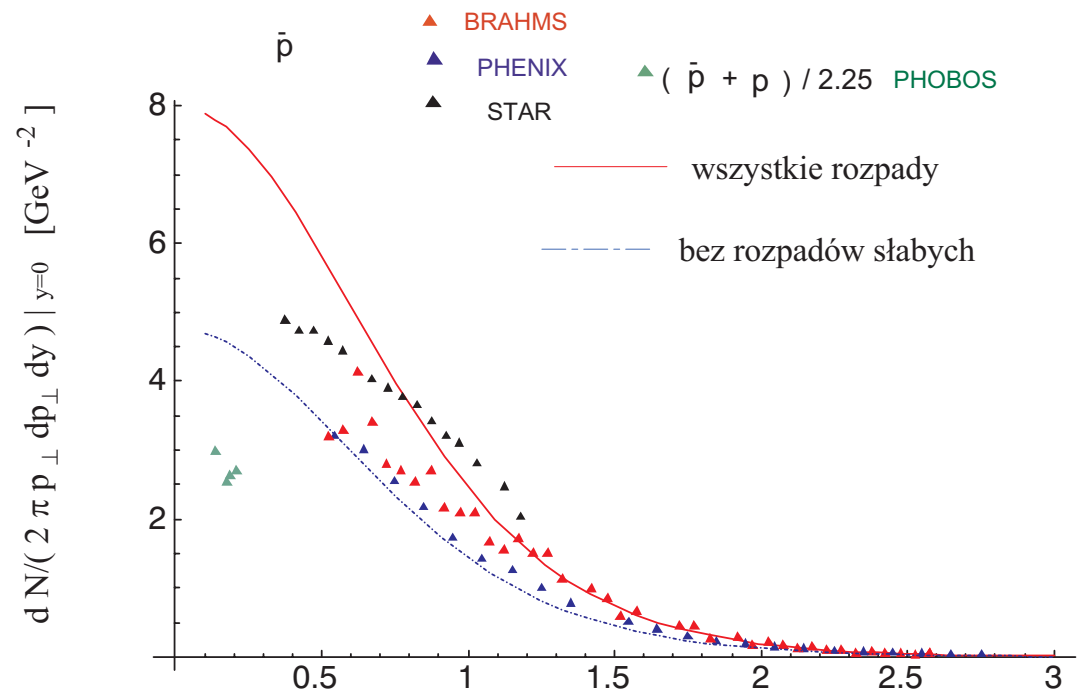 p̄
BRAHMS
PHENIX
STAR
( p̄ + p ) / 2.25 PHOBOS
wszystkie rozpady
bez rozpadów słabych
d N/( 2 π p⊥ dp⊥ dy ) | y=0 [GeV -2 ]
8
6
4
2
0.5 1 1.5 2 2.5 3